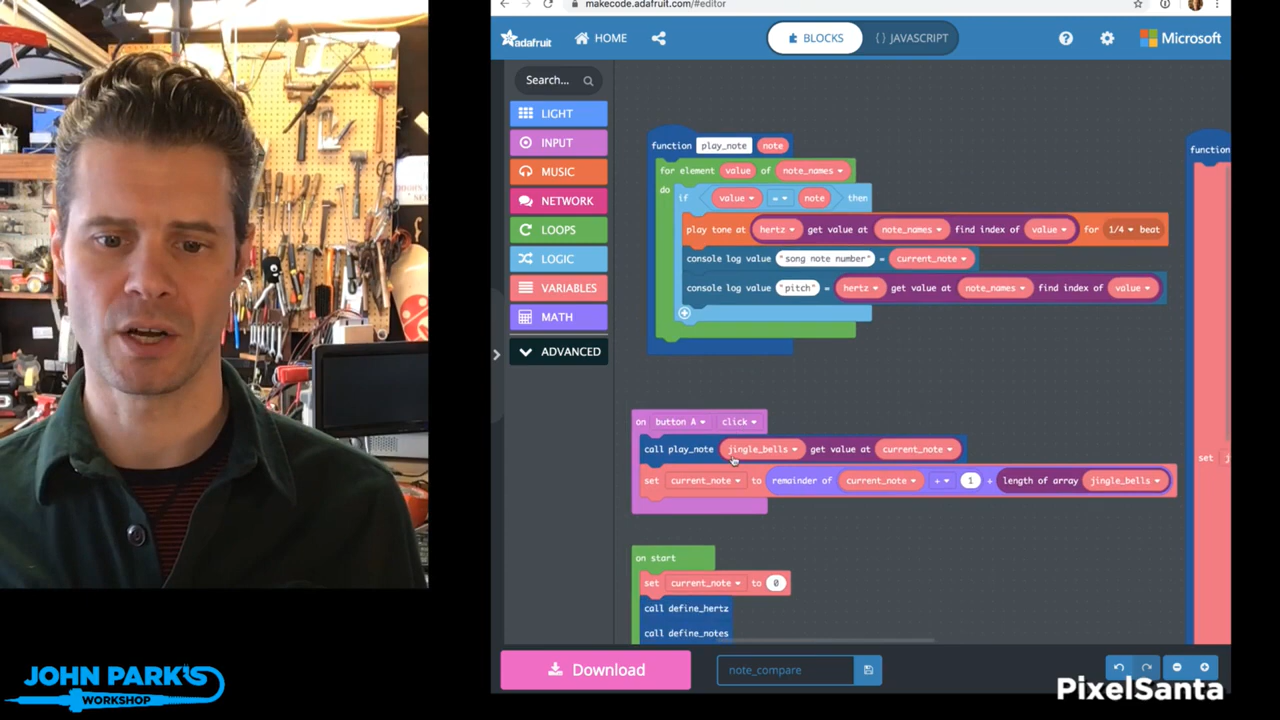 makecode.adafruit.com/#editor
adafruit
HOME
BLOCKS
{ } JAVASCRIPT
Microsoft
Search...
LIGHT
INPUT
MUSIC
NETWORK
LOOPS
LOGIC
VARIABLES
MATH
ADVANCED
function play_note note
for element value of note_names
do if value = note then
play tone at hertz get value at note_names find index of value for 1/4 beat
console log value "song note number" = current_note
console log value "pitch" = hertz get value at note_names find index of value
function
set j
on button A click
call play_note jingle_bells get value at current_note
set current_note to remainder of current_note + 1 ÷ length of array jingle_bells
on start
set current_note to 0
call define_hertz
call define_notes
Download
note_compare
JOHN PARK'S
WORKSHOP
PixelSanta